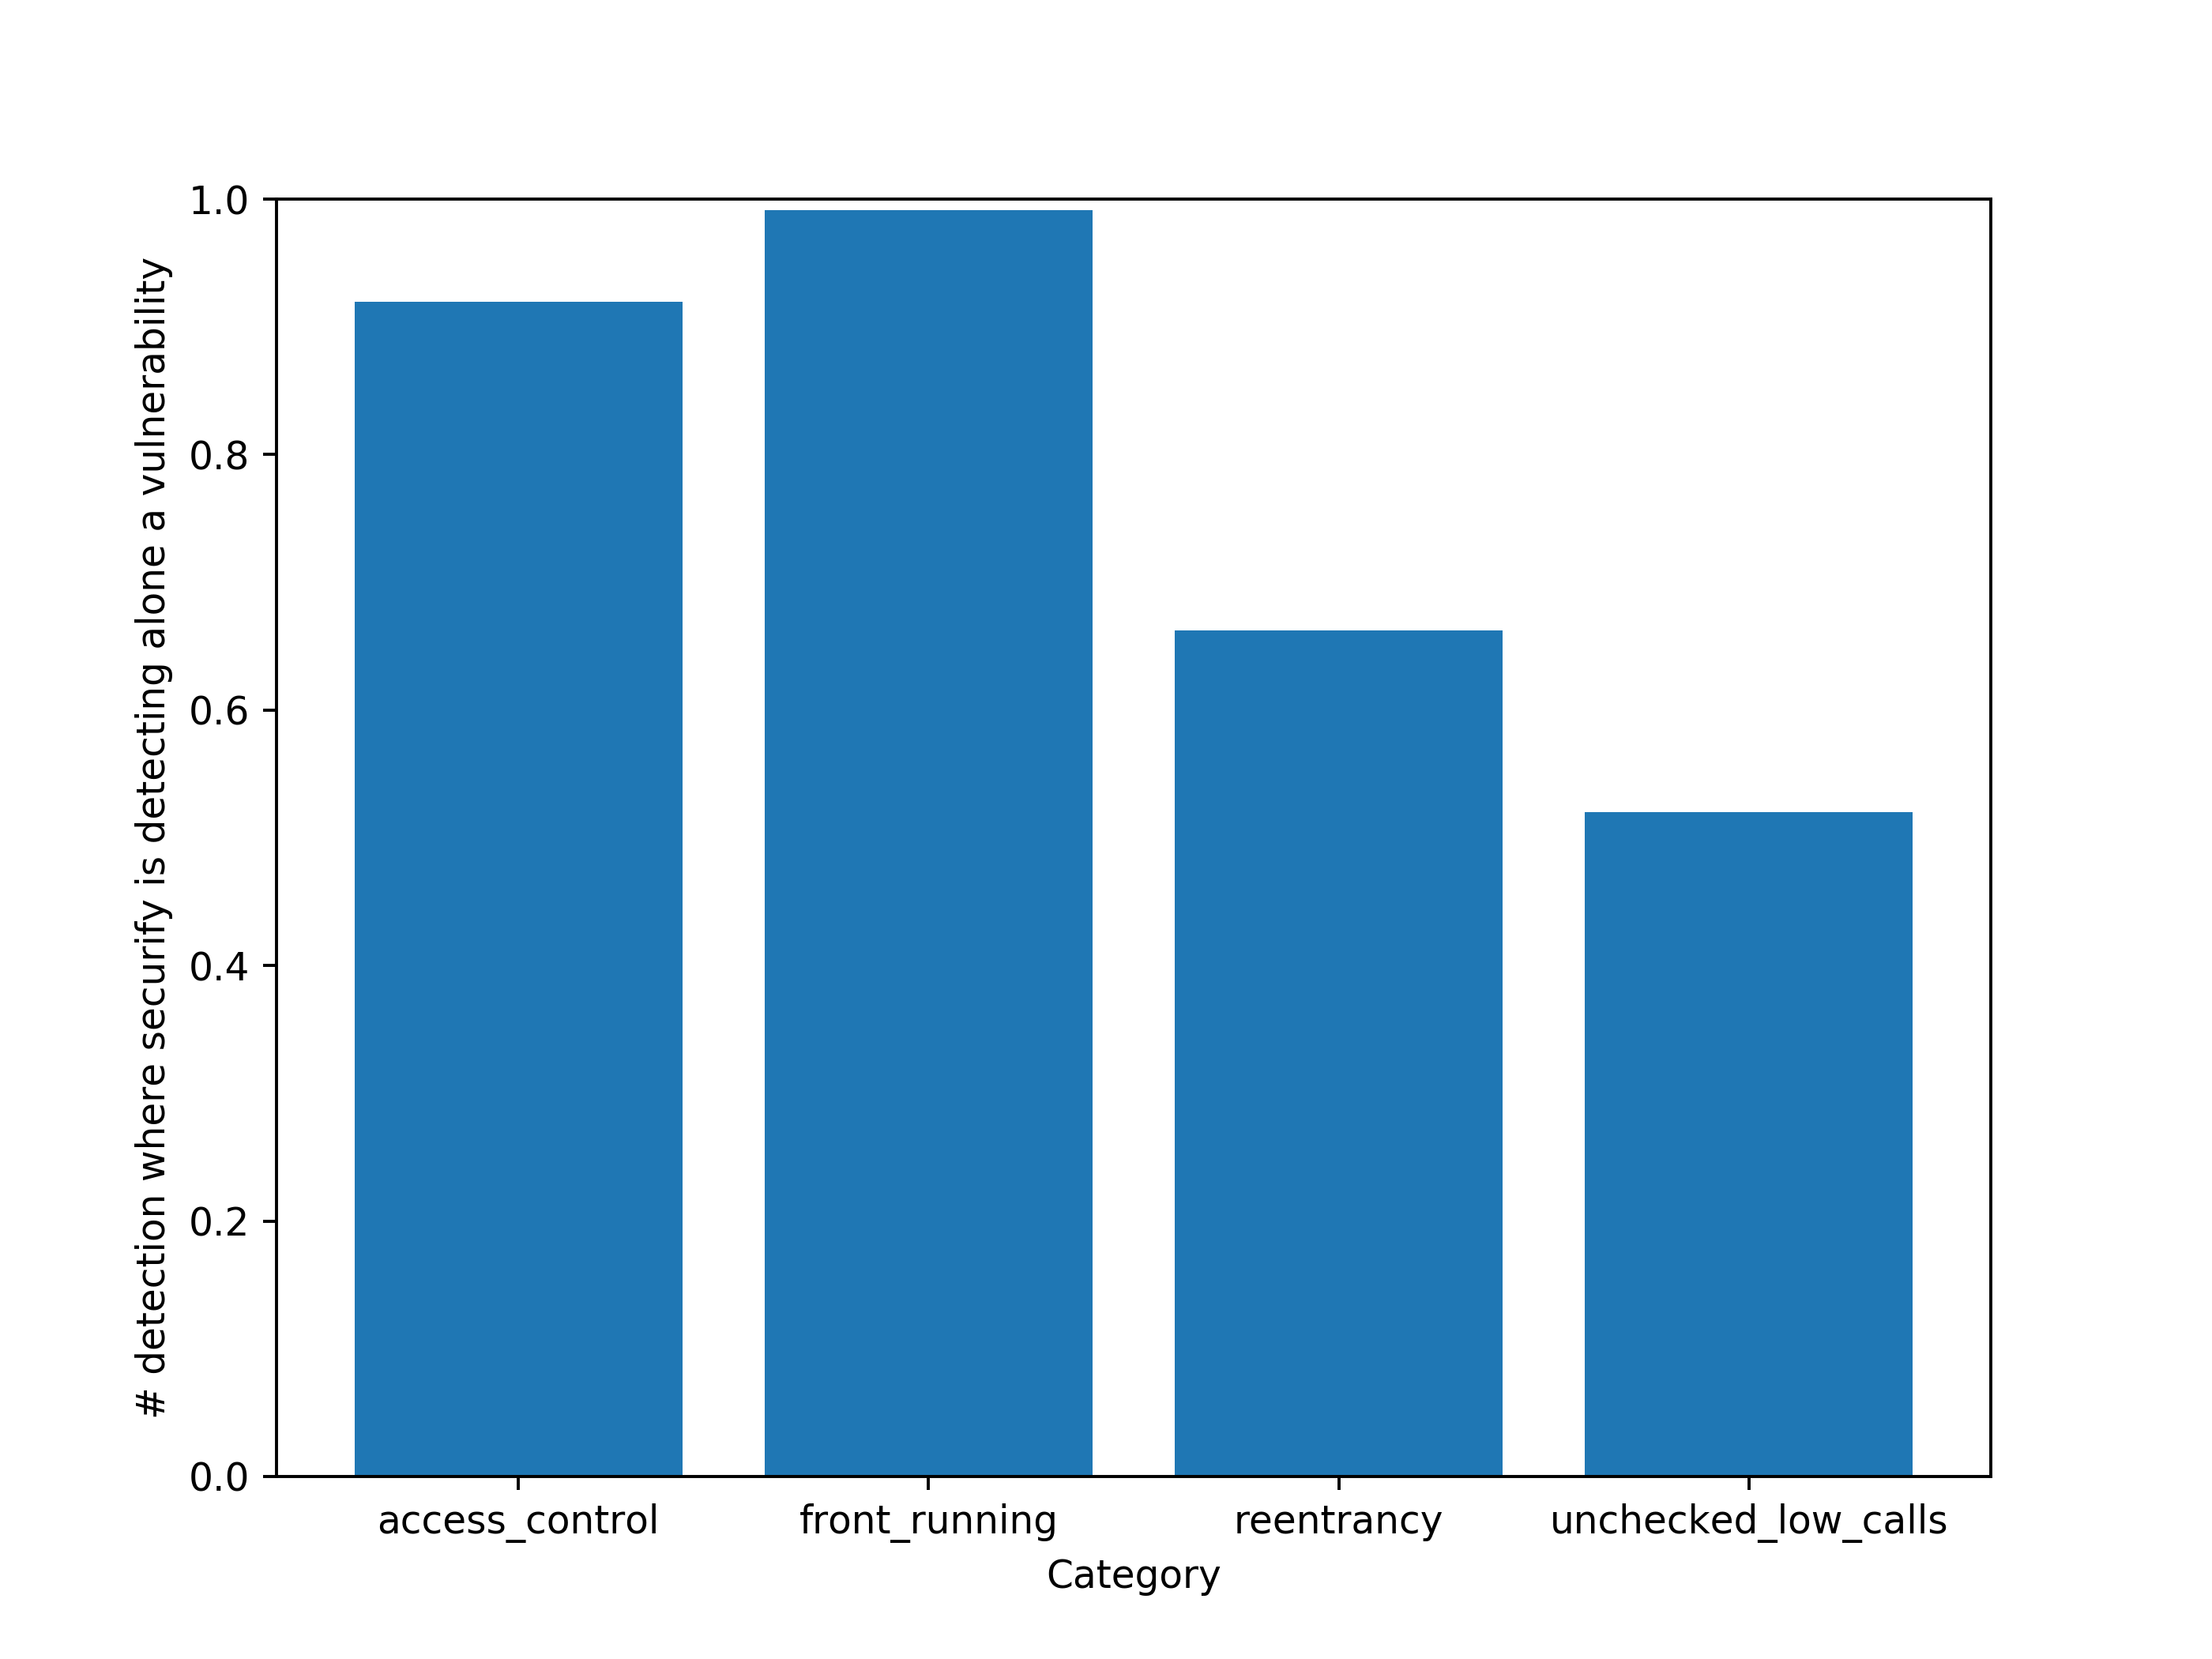 # detection where securify is detecting alone a vulnerability
1.0
0.8
0.6
0.4
0.2
0.0
access_control front_running reentrancy unchecked_low_calls
Category